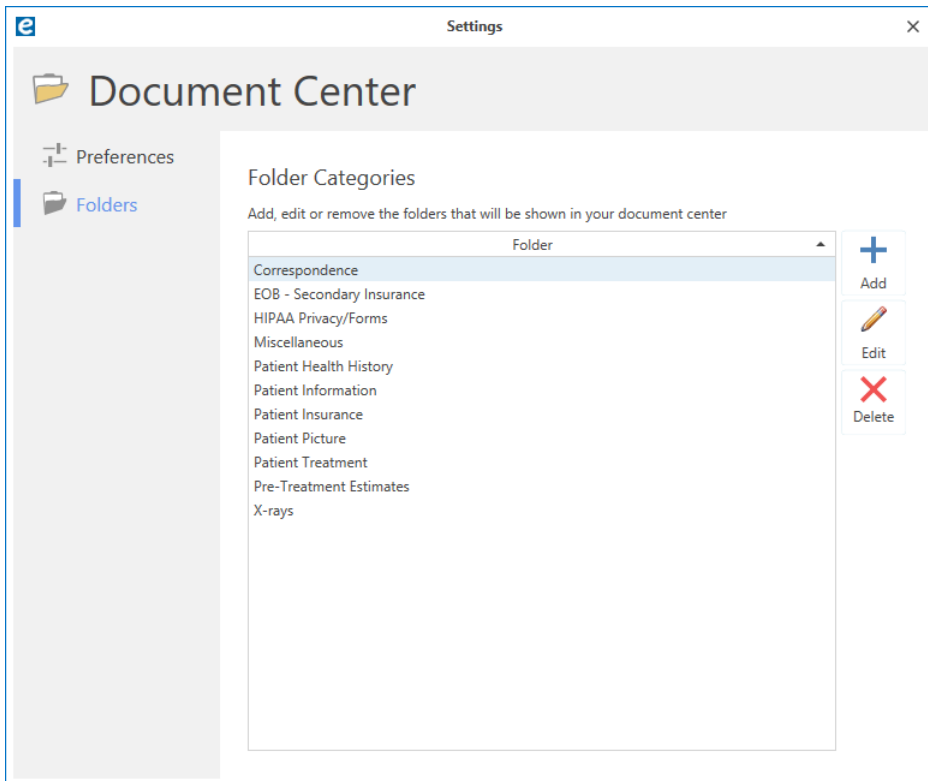 Settings
Document Center
Preferences
Folders
Folder Categories
Add, edit or remove the folders that will be shown in your document center
Folder
Correspondence
EOB - Secondary Insurance
HIPAA Privacy/Forms
Miscellaneous
Patient Health History
Patient Information
Patient Insurance
Patient Picture
Patient Treatment
Pre-Treatment Estimates
X-rays
Add
Edit
Delete